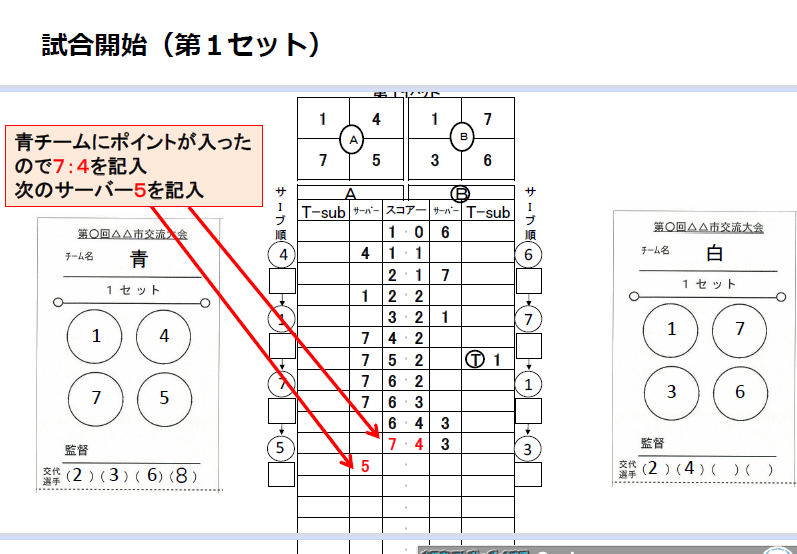 試合開始（第１セット）
第１セット
青チームにポイントが入った
ので７：４を記入
次のサーバー５を記入
1 4
A
7 5
1 7
B
3 6
A B
サーブ順
T-sub サーバー スコアー サーバー T-sub
サーブ順
1・0 6
4 1・1
2・1 7
1 2・2
3・2 1
7 4・2
7 5・2 T 1
7 6・2
7 6・3
6・4 3
7・4 3
5 ・
4
1
7
5
6
7
1
3
第〇回△△市交流大会
チーム名 青
１セット
1 4
7 5
監督
交代選手 (2)(3)(6)(8)
第〇回△△市交流大会
チーム名 白
１セット
1 7
3 6
監督
交代選手 (2)(4)( )( )